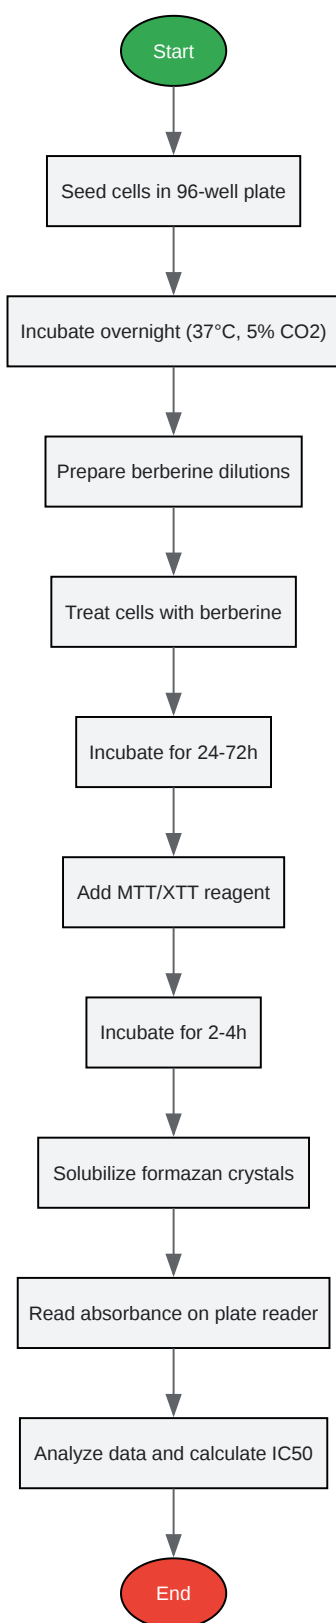 Start
Seed cells in 96-well plate
Incubate overnight (37°C, 5% CO2)
Prepare berberine dilutions
Treat cells with berberine
Incubate for 24-72h
Add MTT/XTT reagent
Incubate for 2-4h
Solubilize formazan crystals
Read absorbance on plate reader
Analyze data and calculate IC50
End